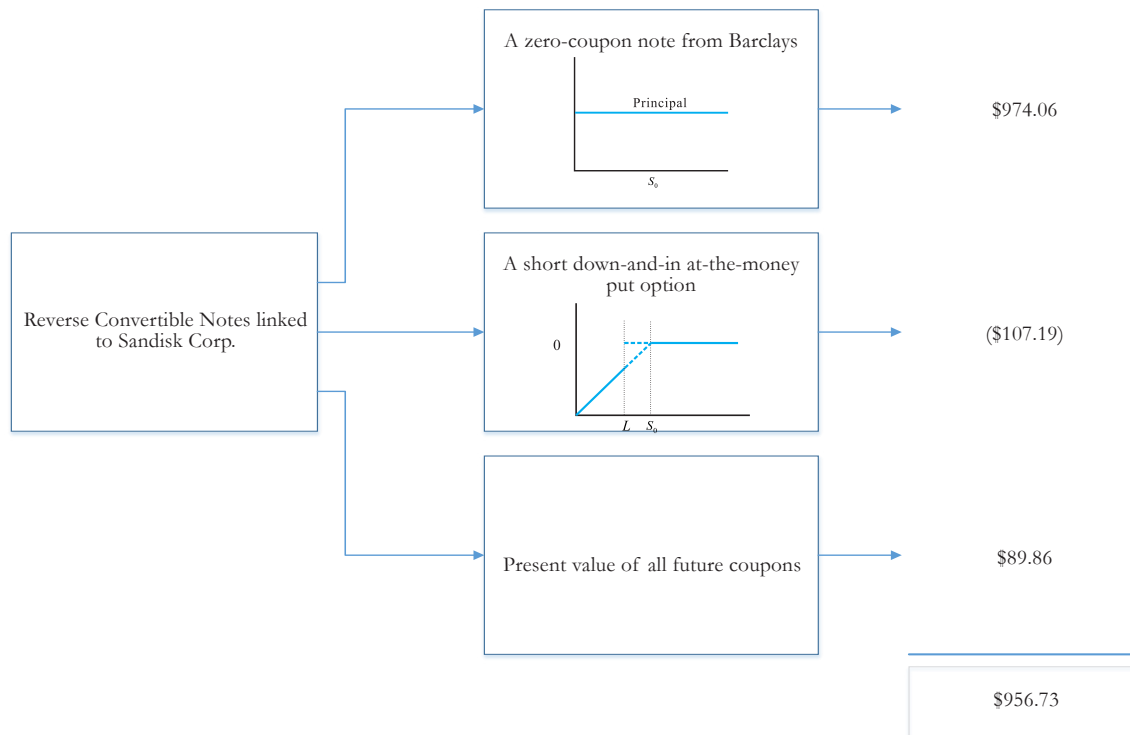 A zero-coupon note from Barclays
Principal
S₀
$974.06
Reverse Convertible Notes linked
to Sandisk Corp.
A short down-and-in at-the-money
put option
0
L S₀
($107.19)
Present value of all future coupons
$89.86
$956.73